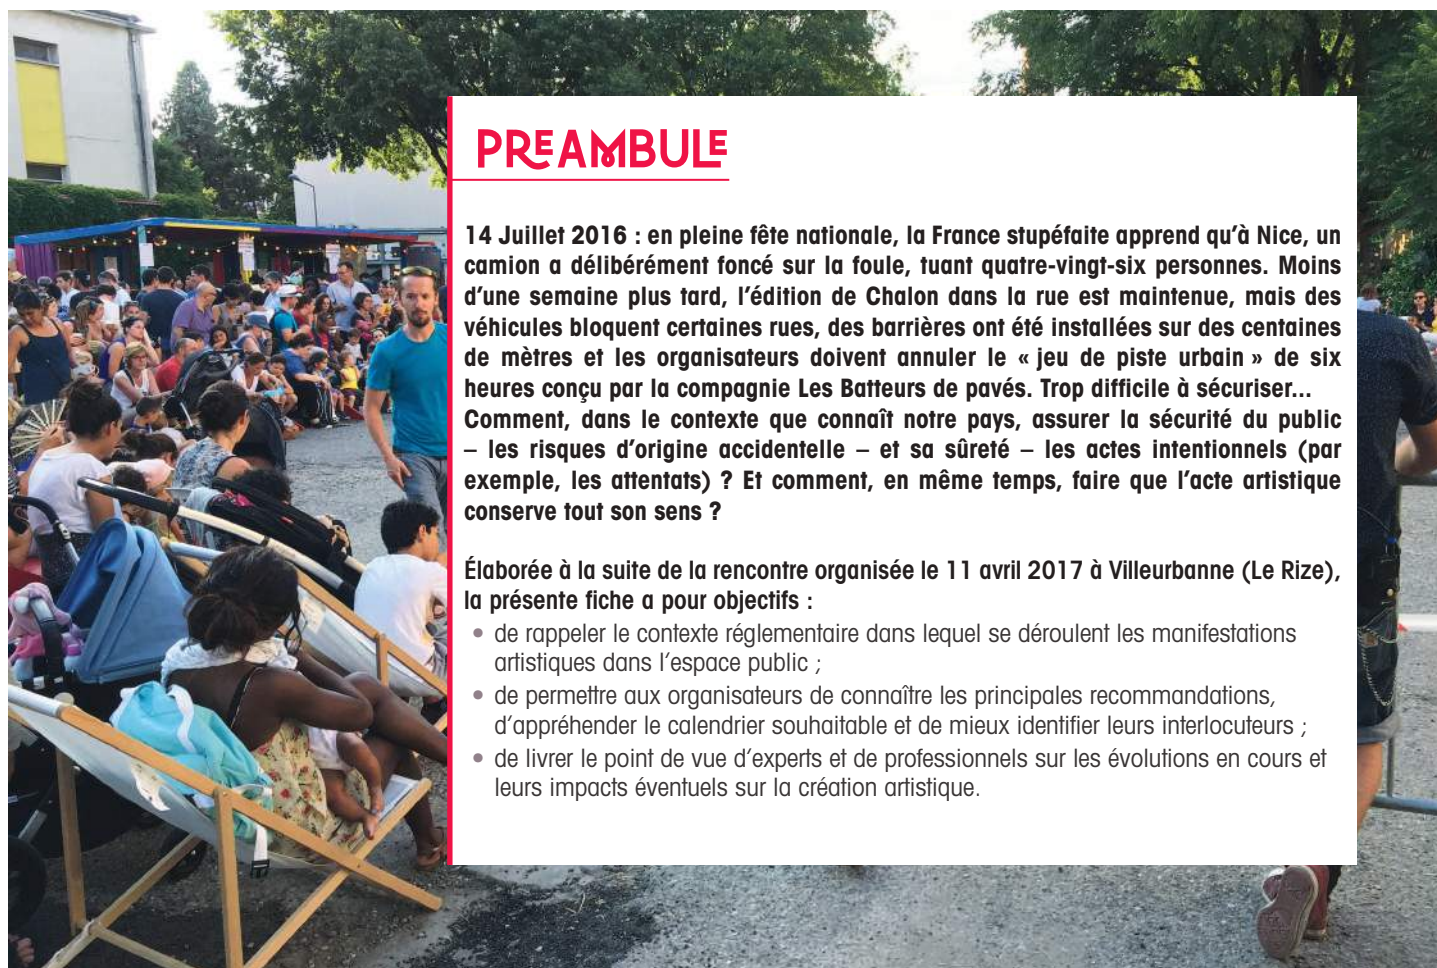 PREAMBULE
14 Juillet 2016 : en pleine fête nationale, la France stupéfaite apprend qu’à Nice, un
camion a délibérément foncé sur la foule, tuant quatre-vingt-six personnes. Moins
d’une semaine plus tard, l’édition de Chalon dans la rue est maintenue, mais des
véhicules bloquent certaines rues, des barrières ont été installées sur des centaines
de mètres et les organisateurs doivent annuler le « jeu de piste urbain » de six
heures conçu par la compagnie Les Batteurs de pavés. Trop difficile à sécuriser...
Comment, dans le contexte que connaît notre pays, assurer la sécurité du public
– les risques d’origine accidentelle – et sa sûreté – les actes intentionnels (par
exemple, les attentats) ? Et comment, en même temps, faire que l’acte artistique
conserve tout son sens ?
Élaborée à la suite de la rencontre organisée le 11 avril 2017 à Villeurbanne (Le Rize),
la présente fiche a pour objectifs :
• de rappeler le contexte réglementaire dans lequel se déroulent les manifestations
artistiques dans l’espace public ;
• de permettre aux organisateurs de connaître les principales recommandations,
d’appréhender le calendrier souhaitable et de mieux identifier leurs interlocuteurs ;
• de livrer le point de vue d’experts et de professionnels sur les évolutions en cours et
leurs impacts éventuels sur la création artistique.